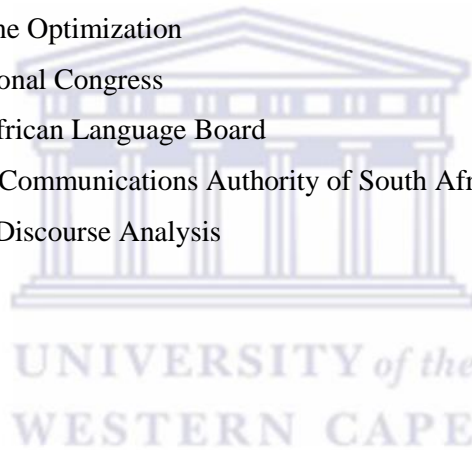 ne Optimization
onal Congress
frican Language Board
Communications Authority of South Afr
Discourse Analysis
UNIVERSITY of the
WESTERN CAPE